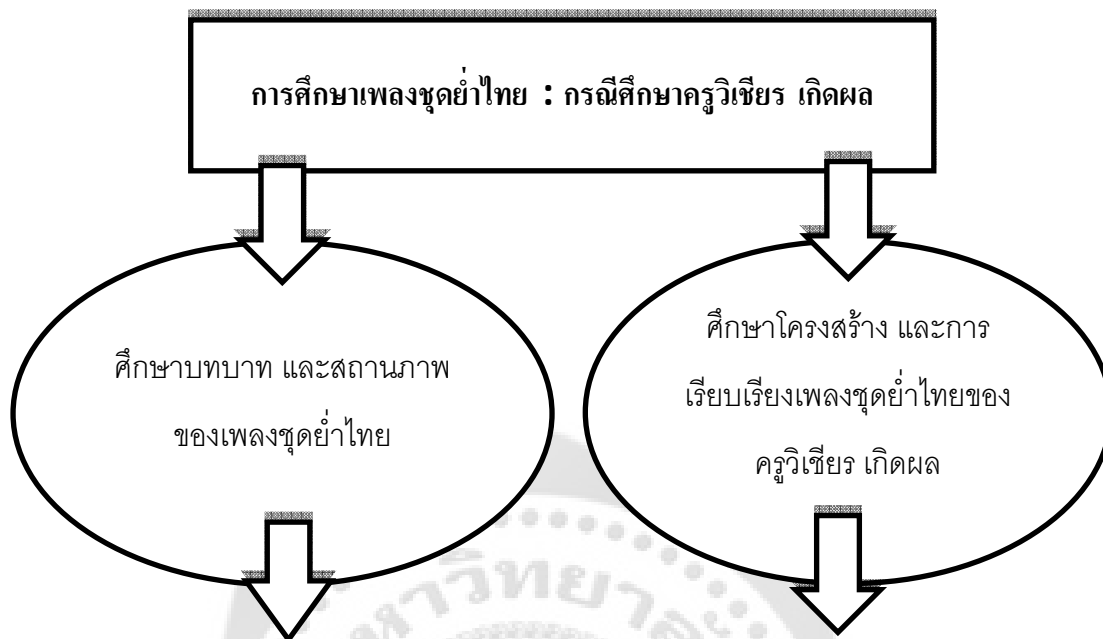 การศึกษาเพลงชุดย่ำไทย : กรณีศึกษาครูวิเชียร เกิดผล
ศึกษาบทบาท และสถานภาพ
ของเพลงชุดย่ำไทย
ศึกษาโครงสร้าง และการ
เรียบเรียงเพลงชุดย่ำไทยของ
ครูวิเชียร เกิดผล